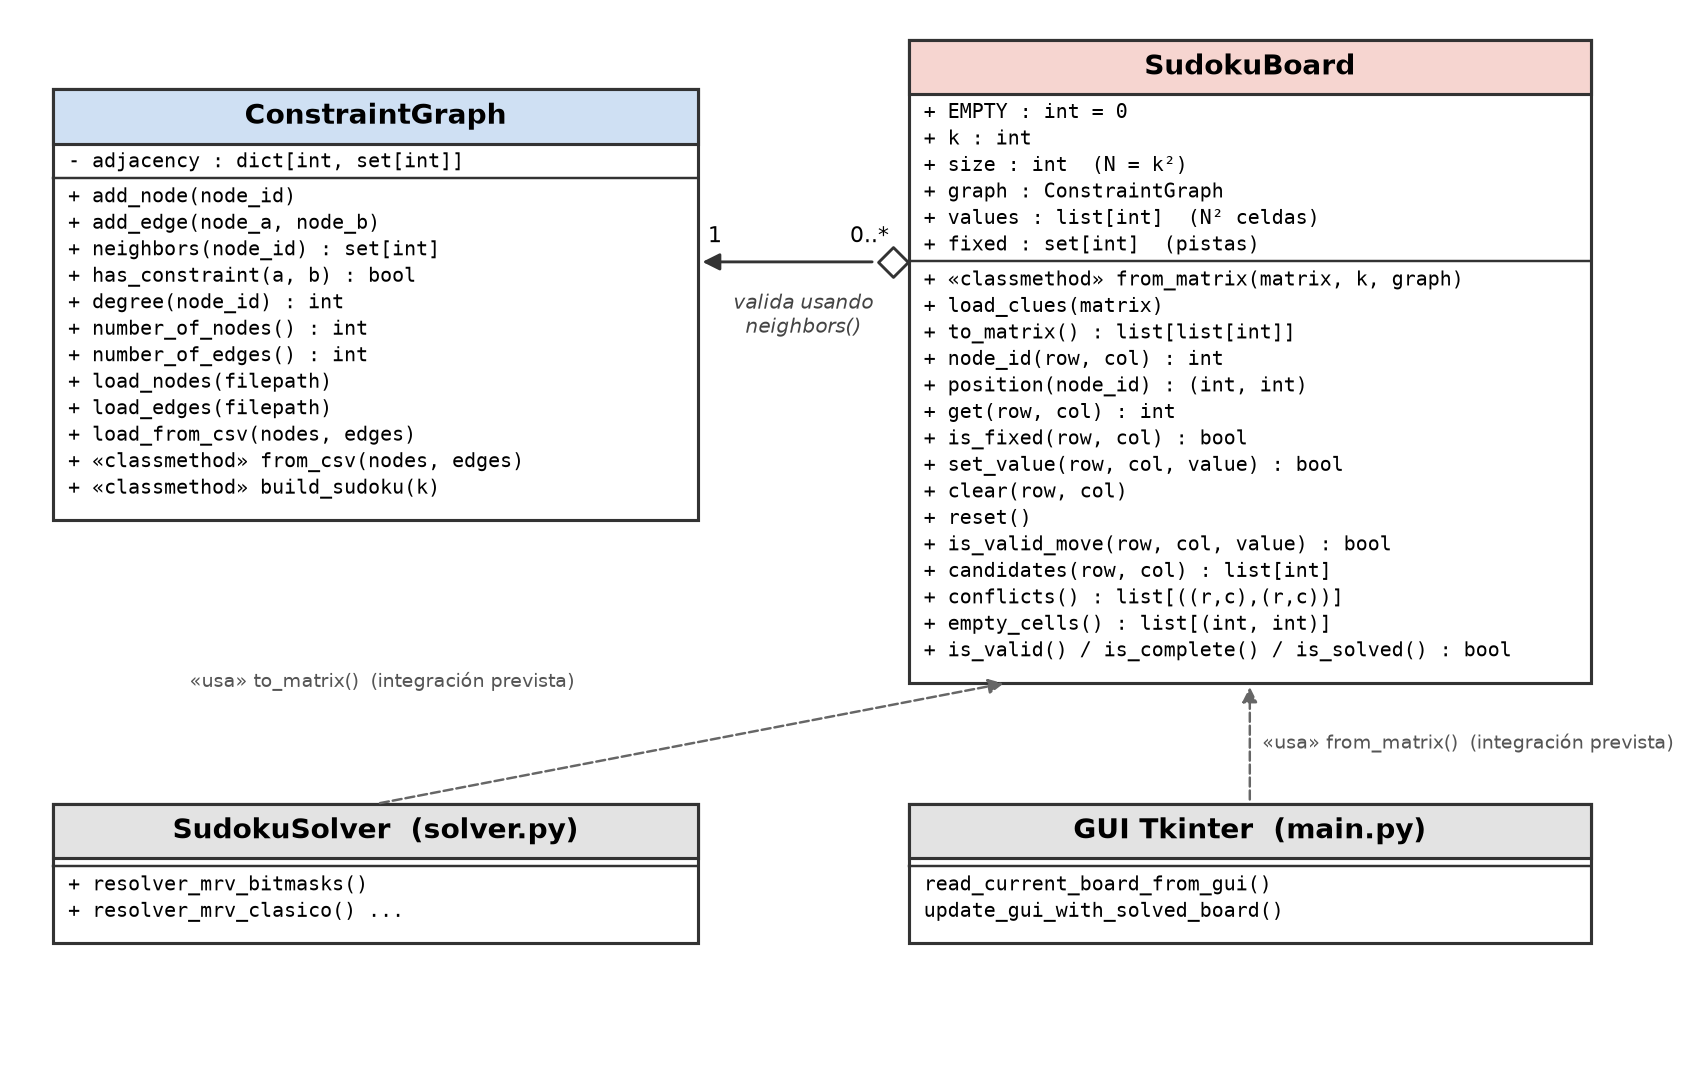 ConstraintGraph
- adjacency : dict[int, set[int]]
+ add_node(node_id)
+ add_edge(node_a, node_b)
+ neighbors(node_id) : set[int]
+ has_constraint(a, b) : bool
+ degree(node_id) : int
+ number_of_nodes() : int
+ number_of_edges() : int
+ load_nodes(filepath)
+ load_edges(filepath)
+ load_from_csv(nodes, edges)
+ «classmethod» from_csv(nodes, edges)
+ «classmethod» build_sudoku(k)
1
0..*
valida usando
neighbors()
SudokuBoard
+ EMPTY : int = 0
+ k : int
+ size : int  (N = k²)
+ graph : ConstraintGraph
+ values : list[int]  (N² celdas)
+ fixed : set[int]  (pistas)
+ «classmethod» from_matrix(matrix, k, graph)
+ load_clues(matrix)
+ to_matrix() : list[list[int]]
+ node_id(row, col) : int
+ position(node_id) : (int, int)
+ get(row, col) : int
+ is_fixed(row, col) : bool
+ set_value(row, col, value) : bool
+ clear(row, col)
+ reset()
+ is_valid_move(row, col, value) : bool
+ candidates(row, col) : list[int]
+ conflicts() : list[((r,c),(r,c))]
+ empty_cells() : list[(int, int)]
+ is_valid() / is_complete() / is_solved() : bool
«usa» to_matrix()  (integración prevista)
«usa» from_matrix()  (integración prevista)
SudokuSolver  (solver.py)
+ resolver_mrv_bitmasks()
+ resolver_mrv_clasico() ...
GUI Tkinter  (main.py)
read_current_board_from_gui()
update_gui_with_solved_board()